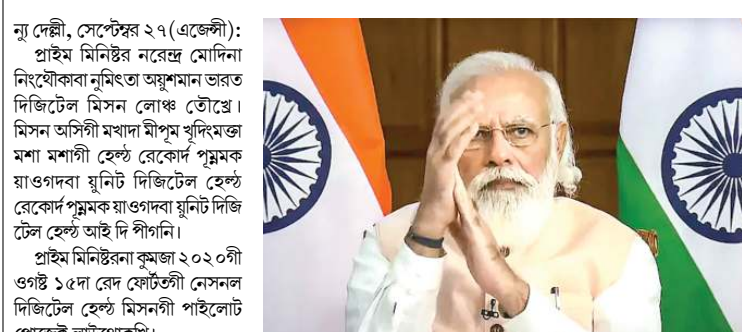 ন্যু দেল্লী, সেপ্টেম্বর ২৭(এজেন্সী):
প্রাইম মিনিষ্টর নরেন্দ্র মোদিনা
নিংথৌকাবা নুমিৎতা অয়ুশমান ভারত
দিজিটেল মিসন লোঞ্চ তৌখ্রে।
মিসন অসিগী মখাদা মীপুম খূদিংমক্তা
মশা মশাগী হেল্থ রেকোর্দ পূম্নমক
য়াওগদবা য়ুনিট দিজিটেল হেল্থ
রেকোর্দ পূম্নমক য়াওগদবা য়ুনিট দিজি
টেল হেল্থ আই দি পীগনি।
প্রাইম মিনিষ্টরনা কুমজা ২০২০গী
ওগষ্ট ১৫দা রেদ ফোর্টতগী নেসনল
দিজিটেল হেল্থ মিসনগী পাইলোট